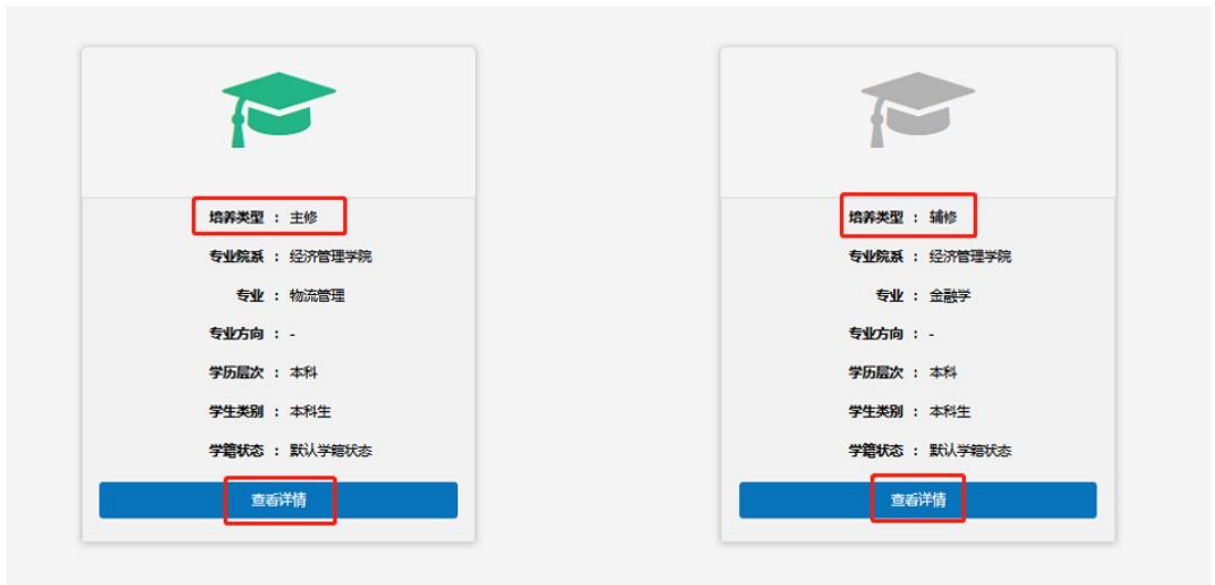 培养类型 : 主修
专业院系 : 经济管理学院
专业 : 物流管理
专业方向 : -
学历层次 : 本科
学生类别 : 本科生
学籍状态 : 默认学籍状态
查看详情
培养类型 : 辅修
专业院系 : 经济管理学院
专业 : 金融学
专业方向 : -
学历层次 : 本科
学生类别 : 本科生
学籍状态 : 默认学籍状态
查看详情